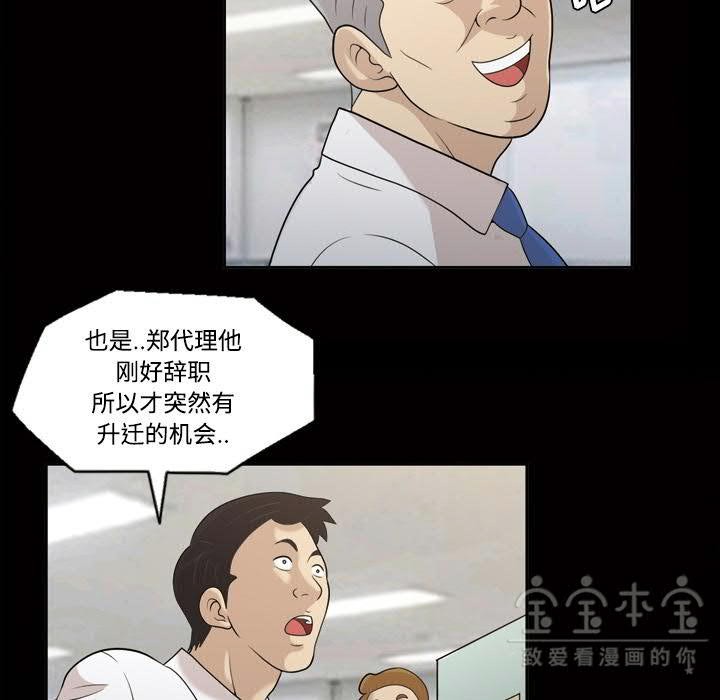 也是..郑代理他
刚好辞职
所以才突然有
升迁的机会..
宝宝本宝
致爱看漫画的你